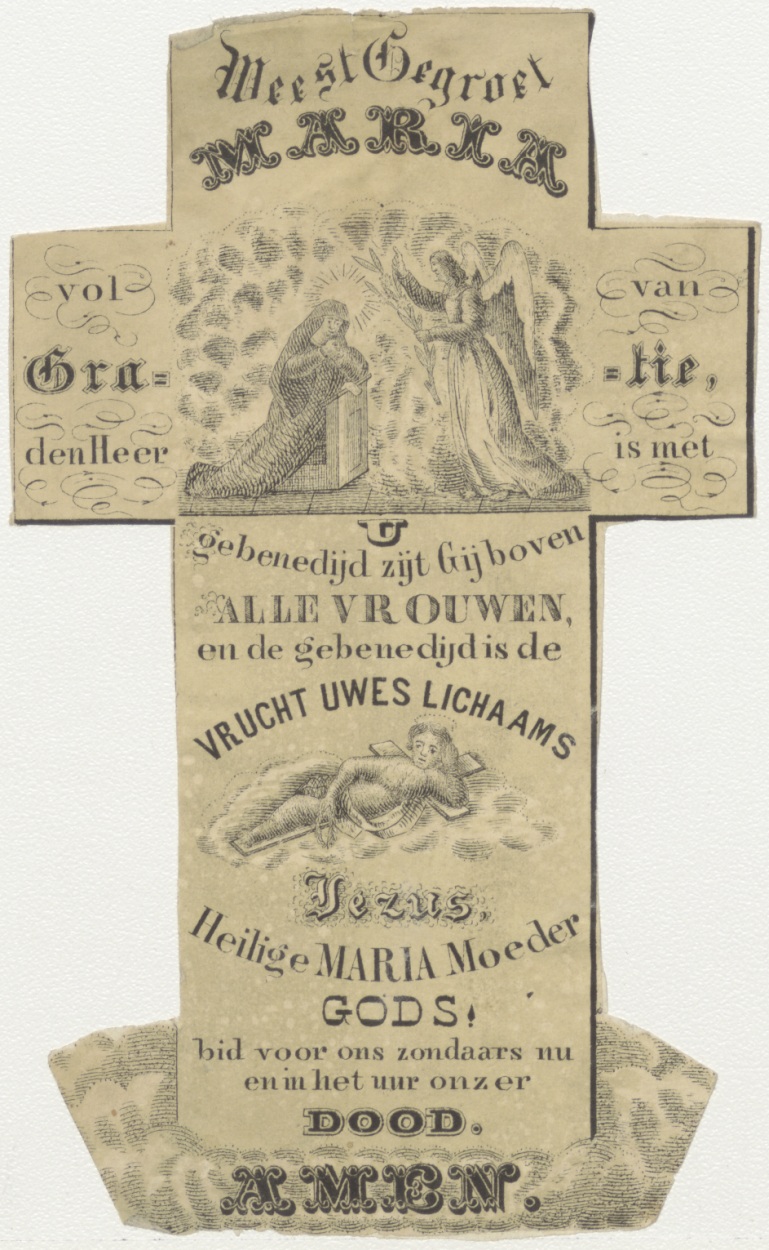 Weest Gegroet
MARIA
vol van
Gra= =tie,
den Heer is met
U
gebenedijd zijt Gij boven
ALLE VROUWEN,
en de gebenedijd is de
VRUCHT UWES LICHAAMS
Jezus,
Heilige MARIA Moeder
GODS!
bid voor ons zondaars nu
en in het uur onzer
DOOD.
AMEN.